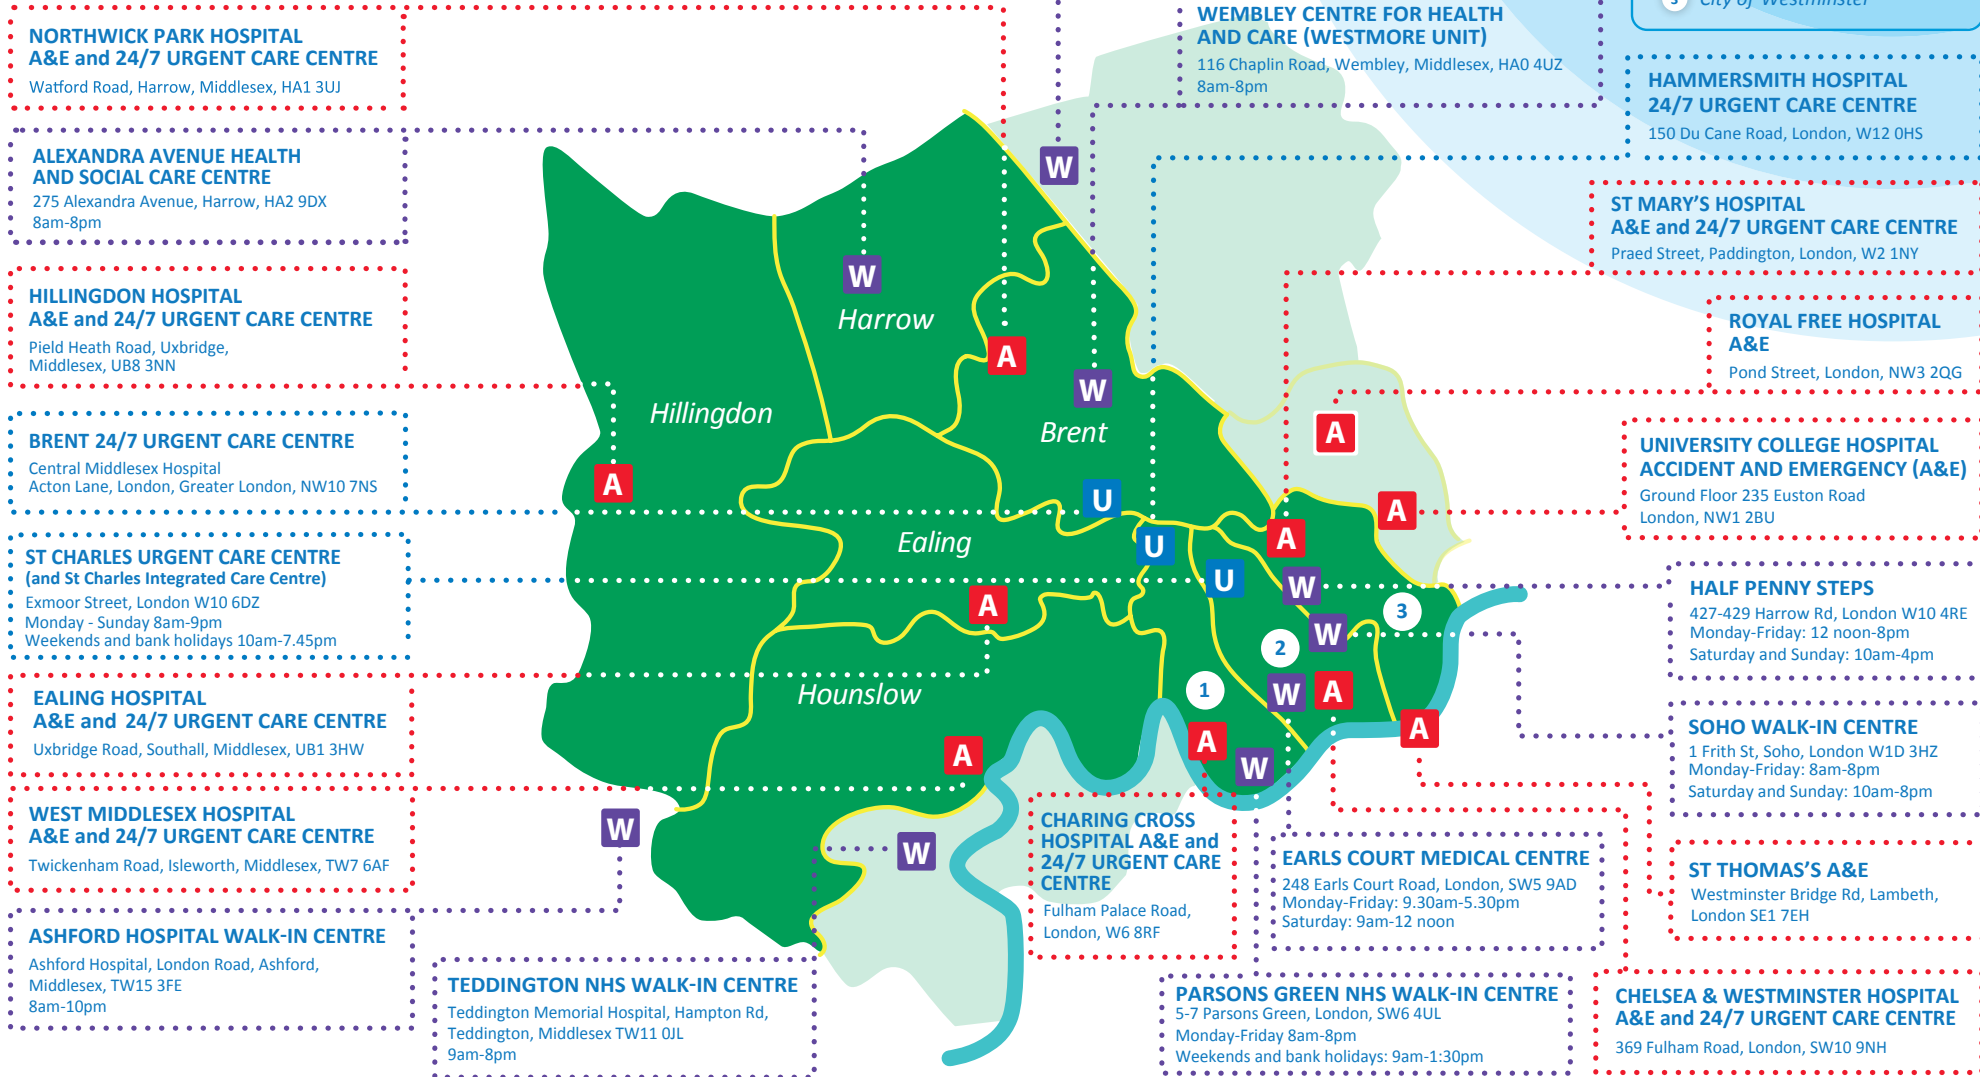 NORTHWICK PARK HOSPITAL
A&E and 24/7 URGENT CARE CENTRE
Watford Road, Harrow, Middlesex, HA1 3UJ
ALEXANDRA AVENUE HEALTH
AND SOCIAL CARE CENTRE
275 Alexandra Avenue, Harrow, HA2 9DX
8am-8pm
HILLINGDON HOSPITAL
A&E and 24/7 URGENT CARE CENTRE
Pield Heath Road, Uxbridge,
Middlesex, UB8 3NN
BRENT 24/7 URGENT CARE CENTRE
Central Middlesex Hospital
Acton Lane, London, Greater London, NW10 7NS
ST CHARLES URGENT CARE CENTRE
(and St Charles Integrated Care Centre)
Exmoor Street, London W10 6DZ
Monday - Sunday 8am-9pm
Weekends and bank holidays 10am-7.45pm
EALING HOSPITAL
A&E and 24/7 URGENT CARE CENTRE
Uxbridge Road, Southall, Middlesex, UB1 3HW
WEST MIDDLESEX HOSPITAL
A&E and 24/7 URGENT CARE CENTRE
Twickenham Road, Isleworth, Middlesex, TW7 6AF
ASHFORD HOSPITAL WALK-IN CENTRE
Ashford Hospital, London Road, Ashford,
Middlesex, TW15 3FE
8am-10pm
TEDDINGTON NHS WALK-IN CENTRE
Teddington Memorial Hospital, Hampton Rd,
Teddington, Middlesex TW11 0JL
9am-8pm
W
W
Harrow
A
W
Hillingdon
Brent
A
A
U
A
A
Ealing
U
U
W
A
3
W
2
Hounslow
1
W
A
A
A
A
W
W
W
CHARING CROSS
HOSPITAL A&E and
24/7 URGENT CARE
CENTRE
Fulham Palace Road,
London, W6 8RF
EARLS COURT MEDICAL CENTRE
248 Earls Court Road, London, SW5 9AD
Monday-Friday: 9.30am-5.30pm
Saturday: 9am-12 noon
PARSONS GREEN NHS WALK-IN CENTRE
5-7 Parsons Green, London, SW6 4UL
Monday-Friday 8am-8pm
Weekends and bank holidays: 9am-1:30pm
WEMBLEY CENTRE FOR HEALTH
AND CARE (WESTMORE UNIT)
116 Chaplin Road, Wembley, Middlesex, HA0 4UZ
8am-8pm
3 City of Westminster
HAMMERSMITH HOSPITAL
24/7 URGENT CARE CENTRE
150 Du Cane Road, London, W12 0HS
ST MARY'S HOSPITAL
A&E and 24/7 URGENT CARE CENTRE
Praed Street, Paddington, London, W2 1NY
ROYAL FREE HOSPITAL
A&E
Pond Street, London, NW3 2QG
UNIVERSITY COLLEGE HOSPITAL
ACCIDENT AND EMERGENCY (A&E)
Ground Floor 235 Euston Road
London, NW1 2BU
HALF PENNY STEPS
427-429 Harrow Rd, London W10 4RE
Monday-Friday: 12 noon-8pm
Saturday and Sunday: 10am-4pm
SOHO WALK-IN CENTRE
1 Frith St, Soho, London W1D 3HZ
Monday-Friday: 8am-8pm
Saturday and Sunday: 10am-8pm
ST THOMAS'S A&E
Westminster Bridge Rd, Lambeth,
London SE1 7EH
CHELSEA & WESTMINSTER HOSPITAL
A&E and 24/7 URGENT CARE CENTRE
369 Fulham Road, London, SW10 9NH